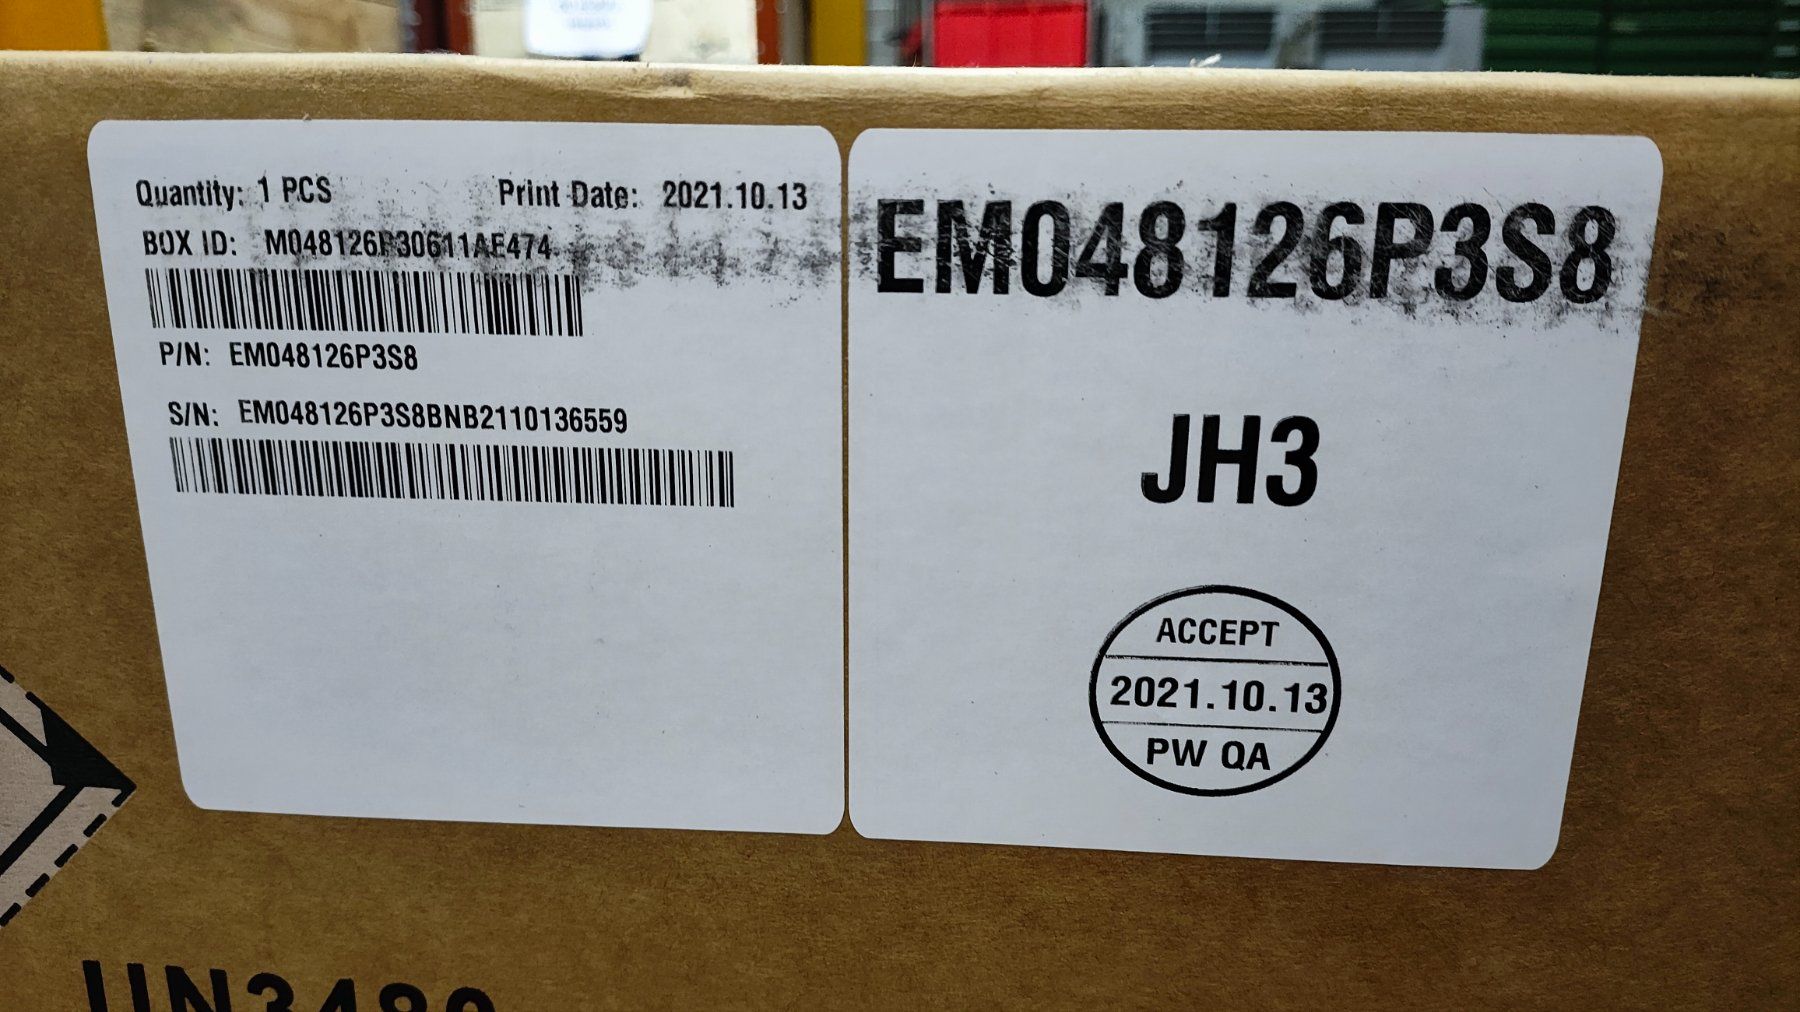 Quantity: 1 PCS Print Date: 2021.10.13
BOX ID: M048126P30611AE474
P/N: EM048126P3S8
S/N: EM048126P3S8BNB2110136559
EM048126P3S8
JH3
ACCEPT
2021.10.13
PW QA
UN3480